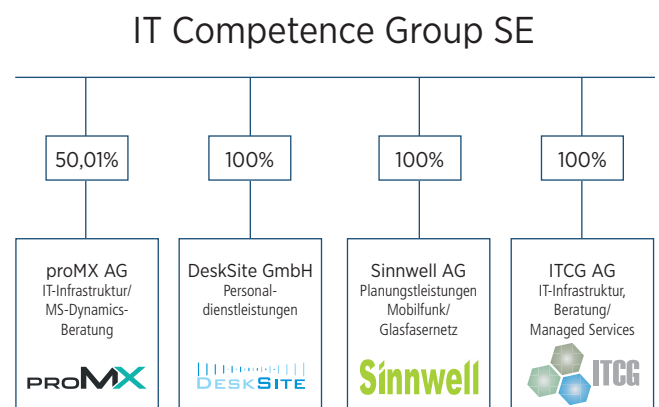 IT Competence Group SE
50,01%
100%
100%
100%
proMX AG
IT-Infrastruktur/
MS-Dynamics-
Beratung
PROMX
DeskSite GmbH
Personal-
dienstleistungen
DESKSITE
Sinnwell AG
Planungsleistungen
Mobilfunk/
Glasfasernetz
Sinnwell
ITCG AG
IT-Infrastruktur,
Beratung/
Managed Services
ITCG